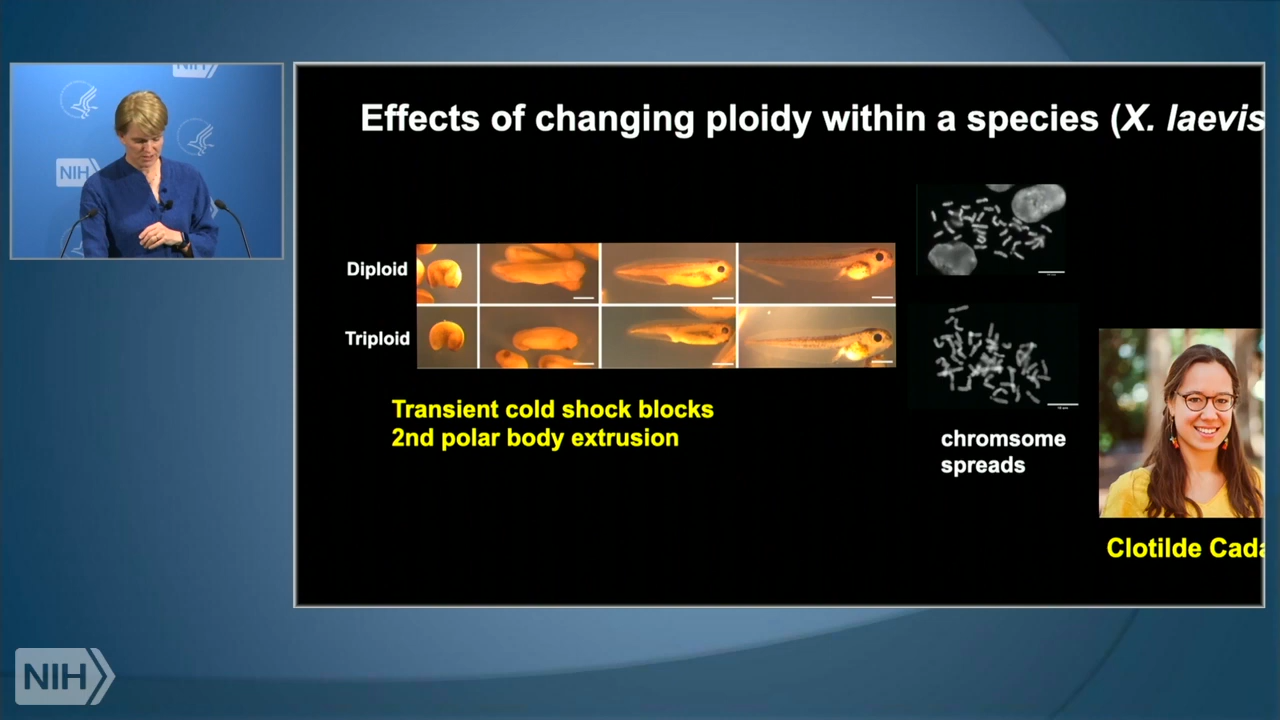 NIH
NIH
Effects of changing ploidy within a species (X. laevis
Diploid
Triploid
Transient cold shock blocks
2nd polar body extrusion
chromsome
spreads
Clotilde Cada
NIH